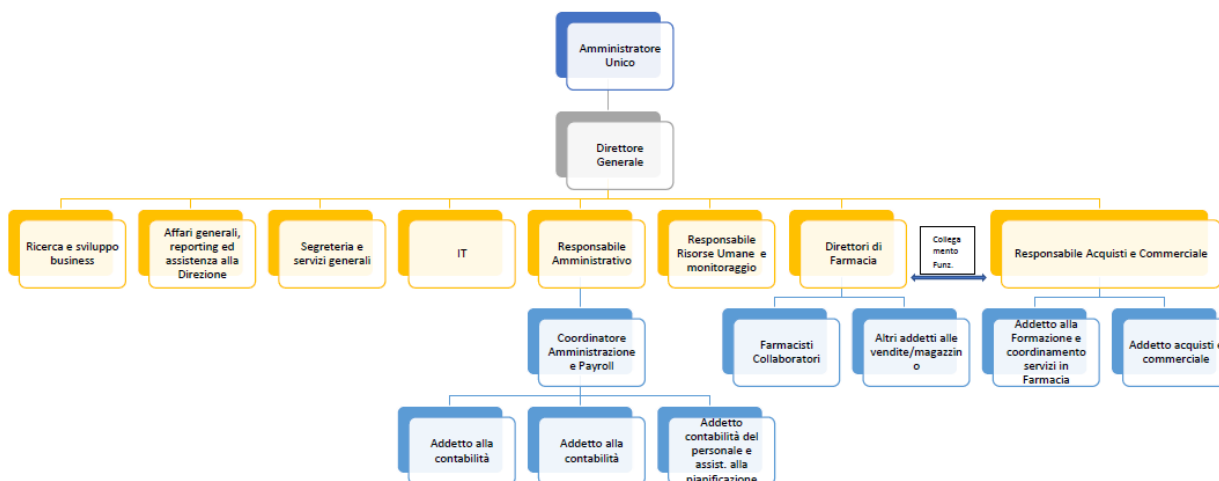 Amministratore
Unico
Direttore
Generale
Ricerca e sviluppo
business
Affari generali,
reporting ed
assistenza alla
Direzione
Segreteria e
servizi generali
IT
Responsabile
Amministrativo
Responsabile
Risorse Umane e
monitoraggio
Direttori di
Farmacia
Collega
mento
Funz.
Responsabile Acquisti e Commerciale
Coordinatore
Amministrazione
e Payroll
Farmacisti
Collaboratori
Altri addetti alle
vendite/magazzin
o
Addetto alla
Formazione e
coordinamento
servizi in
Farmacia
Addetto acquisti e
commerciale
Addetto alla
contabilità
Addetto alla
contabilità
Addetto
contabilità del
personale e
assist. alla
pianificazione